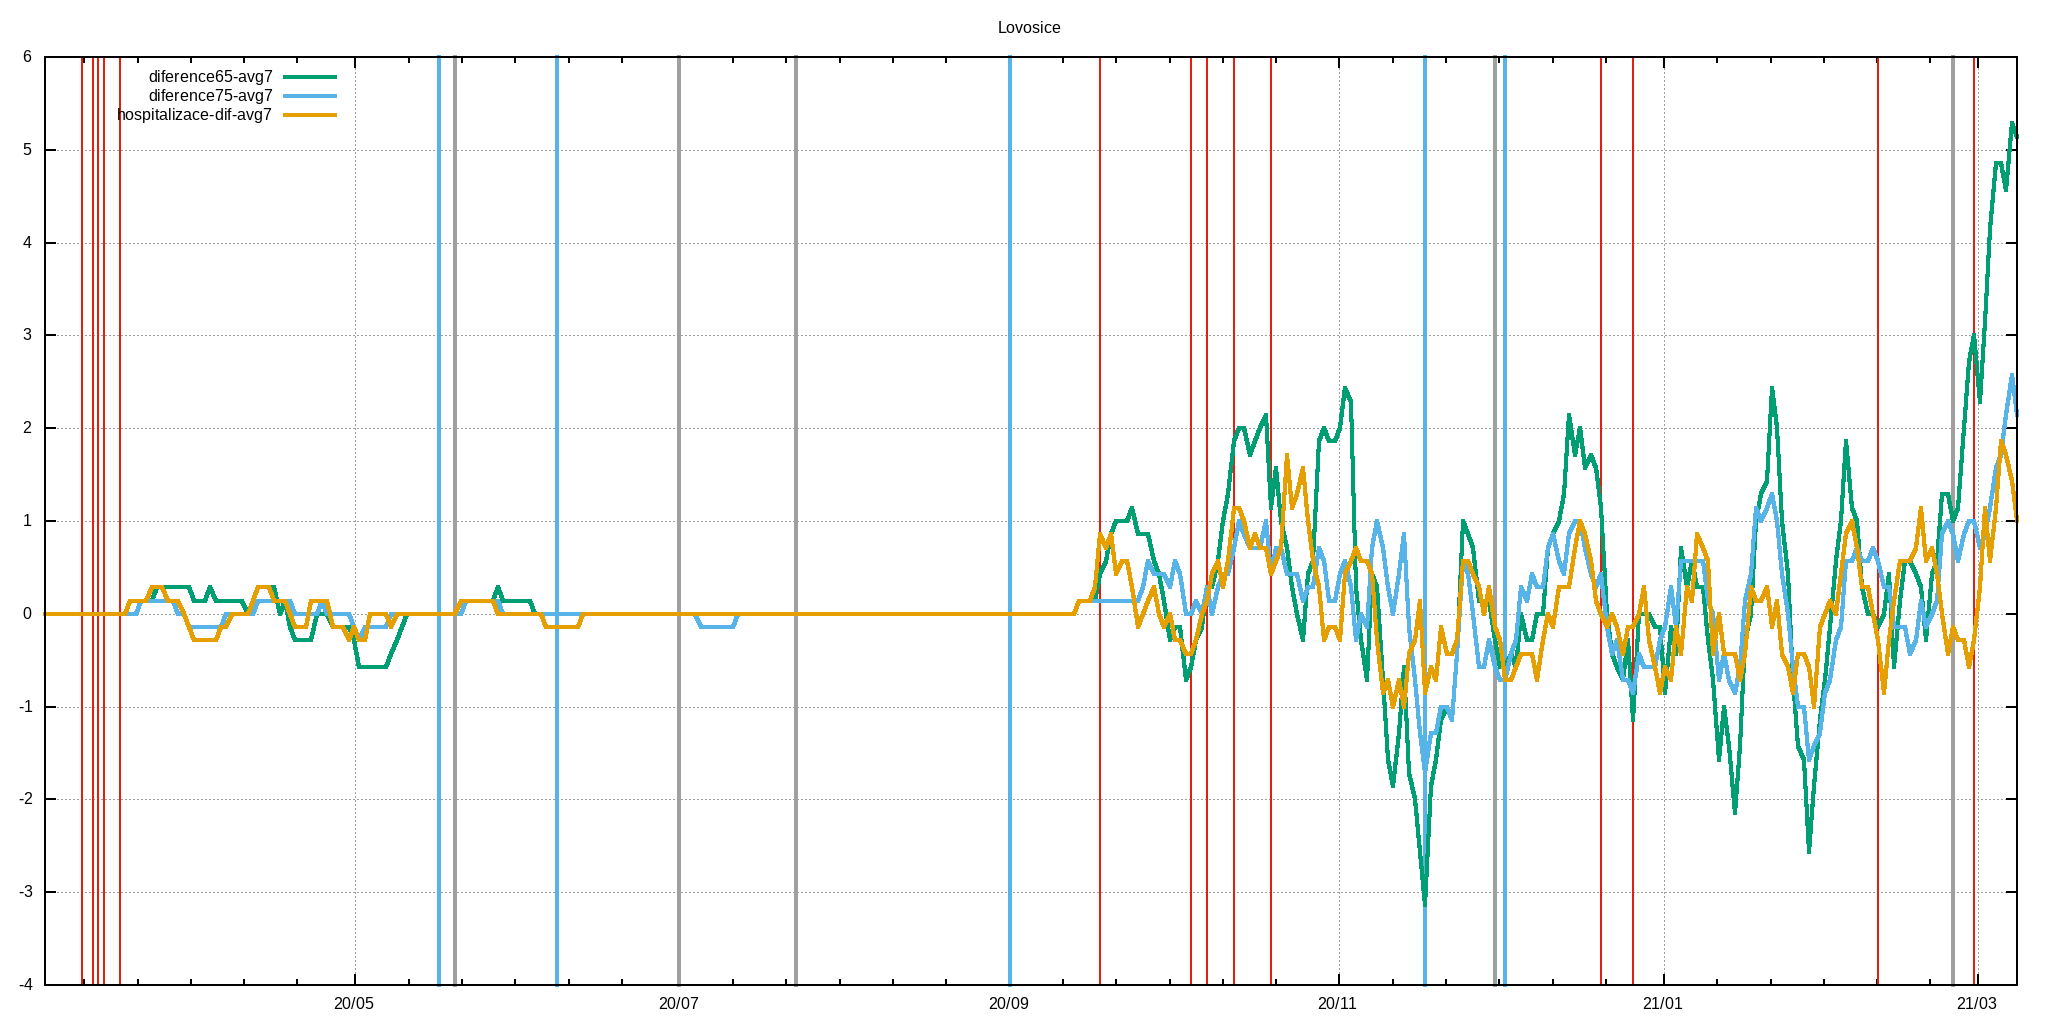 Lovosice
diference65-avg7
diference75-avg7
hospitalizace-dif-avg7
6
5
4
3
2
1
0
-1
-2
-3
-4
20/05 20/07 20/09 20/11 21/01 21/03